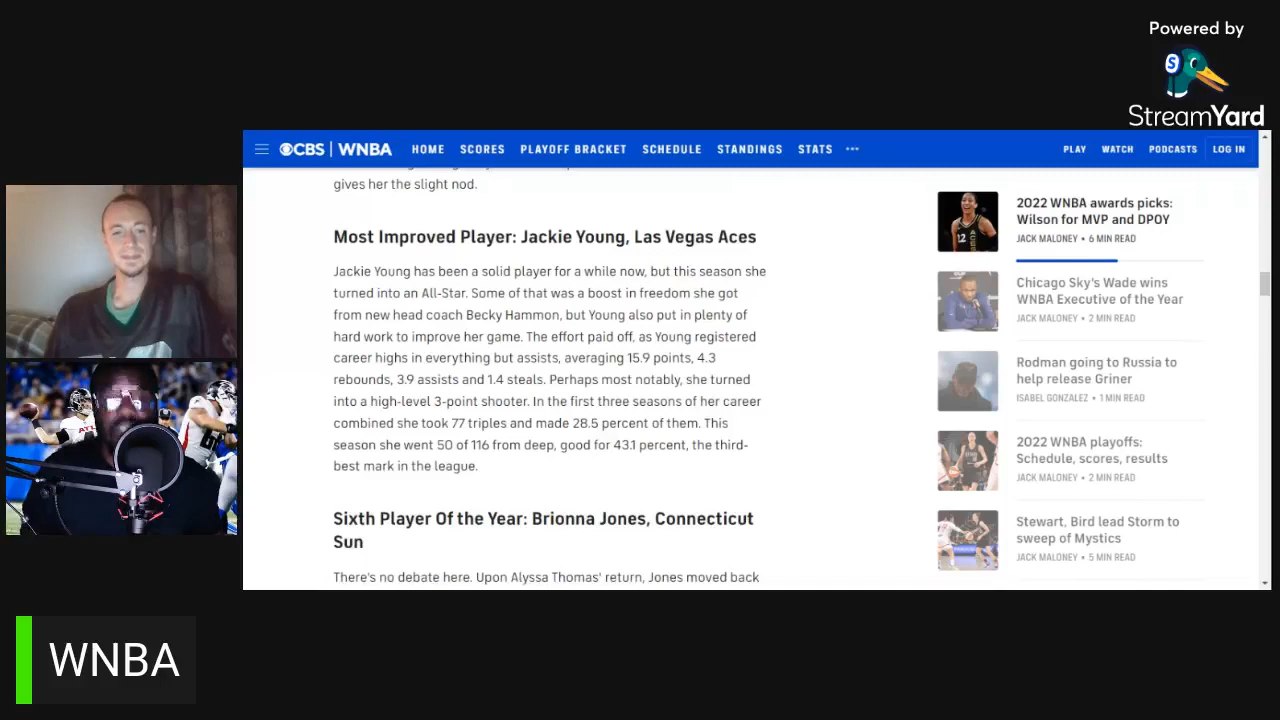 Powered by
StreamYard
CBS | WNBA HOME SCORES PLAYOFF BRACKET SCHEDULE STANDINGS STATS ••• PLAY WATCH PODCASTS LOG IN
gives her the slight nod.
Most Improved Player: Jackie Young, Las Vegas Aces
Jackie Young has been a solid player for a while now, but this season she
turned into an All-Star. Some of that was a boost in freedom she got
from new head coach Becky Hammon, but Young also put in plenty of
hard work to improve her game. The effort paid off, as Young registered
career highs in everything but assists, averaging 15.9 points, 4.3
rebounds, 3.9 assists and 1.4 steals. Perhaps most notably, she turned
into a high-level 3-point shooter. In the first three seasons of her career
combined she took 77 triples and made 28.5 percent of them. This
season she went 50 of 116 from deep, good for 43.1 percent, the third-
best mark in the league.
Sixth Player Of the Year: Brionna Jones, Connecticut
Sun
There's no debate here. Upon Alyssa Thomas' return, Jones moved back
2022 WNBA awards picks:
Wilson for MVP and DPOY
JACK MALONEY • 6 MIN READ
Chicago Sky's Wade wins
WNBA Executive of the Year
JACK MALONEY • 2 MIN READ
Rodman going to Russia to
help release Griner
ISABEL GONZALEZ • 1 MIN READ
2022 WNBA playoffs:
Schedule, scores, results
JACK MALONEY • 2 MIN READ
Stewart, Bird lead Storm to
sweep of Mystics
JACK MALONEY • 5 MIN READ
WNBA